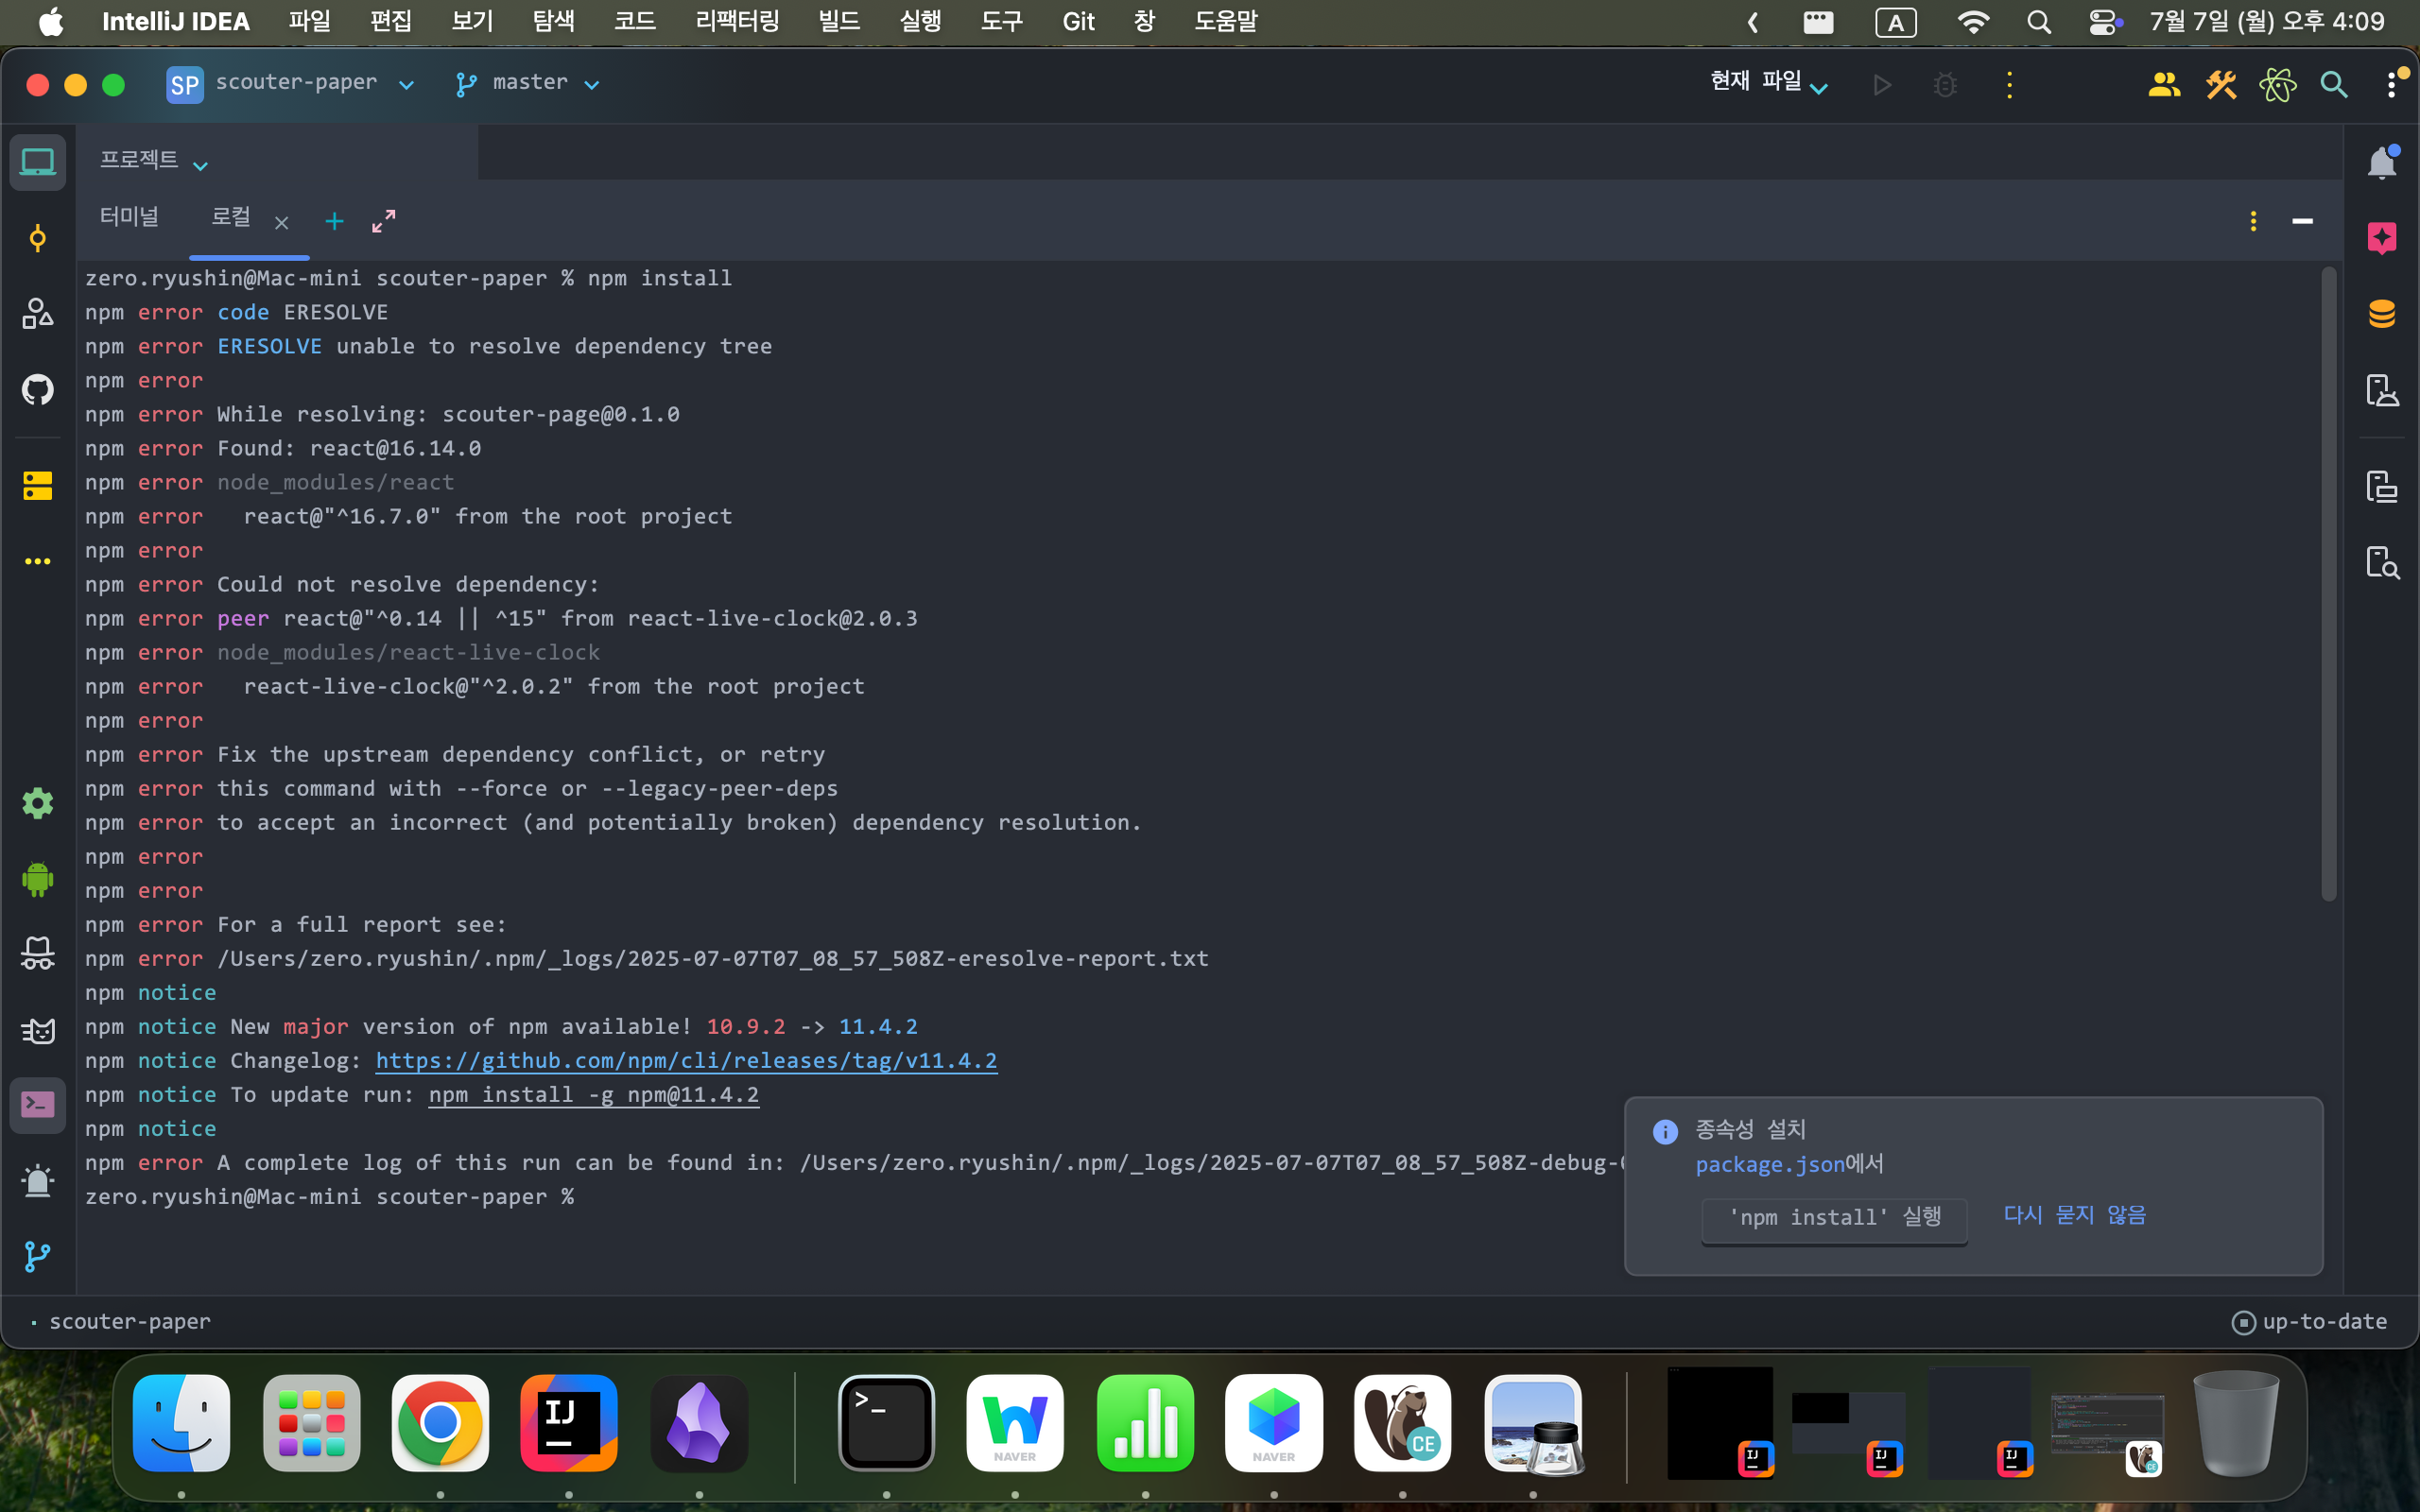 IntelliJ IDEA 파일 편집 보기 탐색 코드 리팩터링 빌드 실행 도구 Git 창 도움말 A 7월 7일 (월) 오후 4:09
SP scouter-paper master 현재 파일
프로젝트
터미널 로컬
zero.ryushin@Mac-mini scouter-paper % npm install
npm error code ERESOLVE
npm error ERESOLVE unable to resolve dependency tree
npm error
npm error While resolving: scouter-page@0.1.0
npm error Found: react@16.14.0
npm error node_modules/react
npm error   react@"^16.7.0" from the root project
npm error
npm error Could not resolve dependency:
npm error peer react@"^0.14 || ^15" from react-live-clock@2.0.3
npm error node_modules/react-live-clock
npm error   react-live-clock@"^2.0.2" from the root project
npm error
npm error Fix the upstream dependency conflict, or retry
npm error this command with --force or --legacy-peer-deps
npm error to accept an incorrect (and potentially broken) dependency resolution.
npm error
npm error
npm error For a full report see:
npm error /Users/zero.ryushin/.npm/_logs/2025-07-07T07_08_57_508Z-eresolve-report.txt
npm notice
npm notice New major version of npm available! 10.9.2 -> 11.4.2
npm notice Changelog: https://github.com/npm/cli/releases/tag/v11.4.2
npm notice To update run: npm install -g npm@11.4.2
npm notice
npm error A complete log of this run can be found in: /Users/zero.ryushin/.npm/_logs/2025-07-07T07_08_57_508Z-debug-
zero.ryushin@Mac-mini scouter-paper %
종속성 설치
package.json에서
'npm install' 실행 다시 묻지 않음
scouter-paper up-to-date
IJ >_ W NAVER NAVER CE IJ IJ IJ